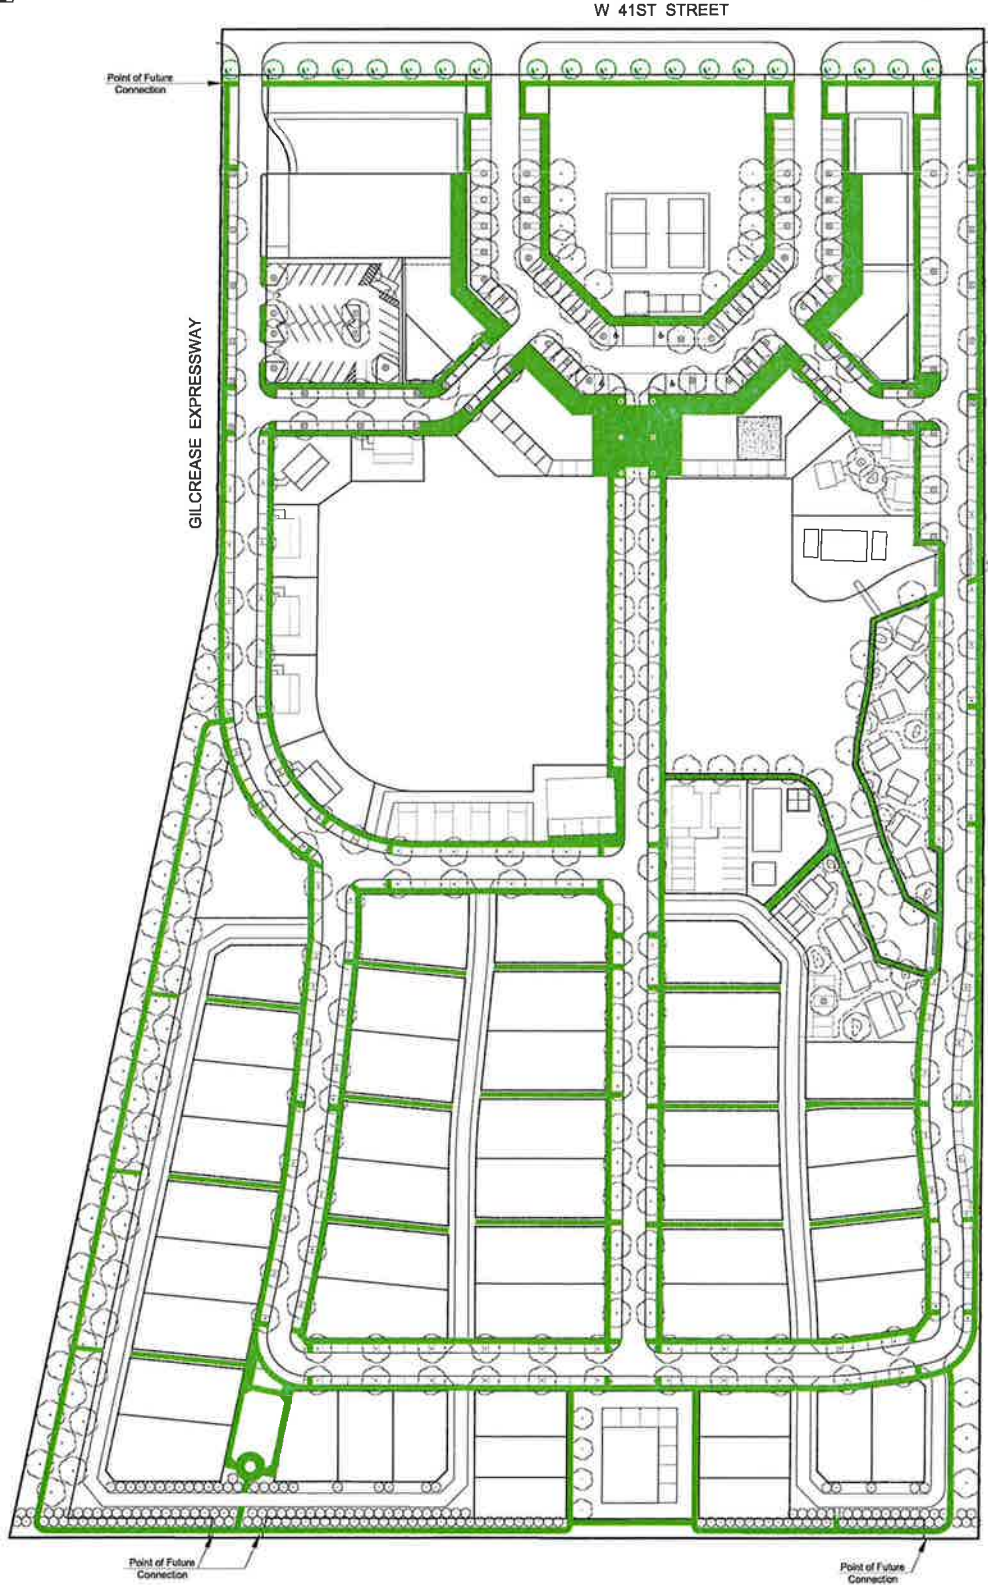 W 41ST STREET
Point of Future
Connection
GILCREASE EXPRESSWAY
Point of Future
Connection
Point of Future
Connection